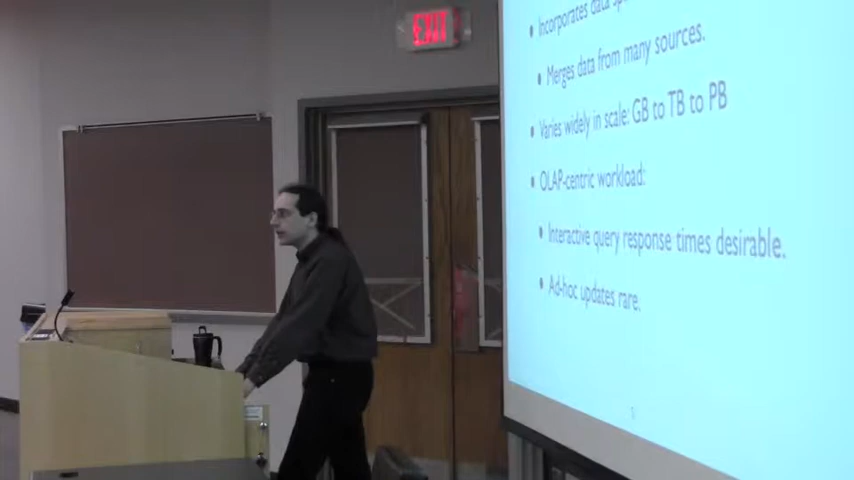 EXIT
Incorporates data
Merges data from many sources.
Varies widely in scale: GB to TB to PB
OLAP-centric workload:
Interactive query response times desirable.
Ad-hoc updates rare.
5